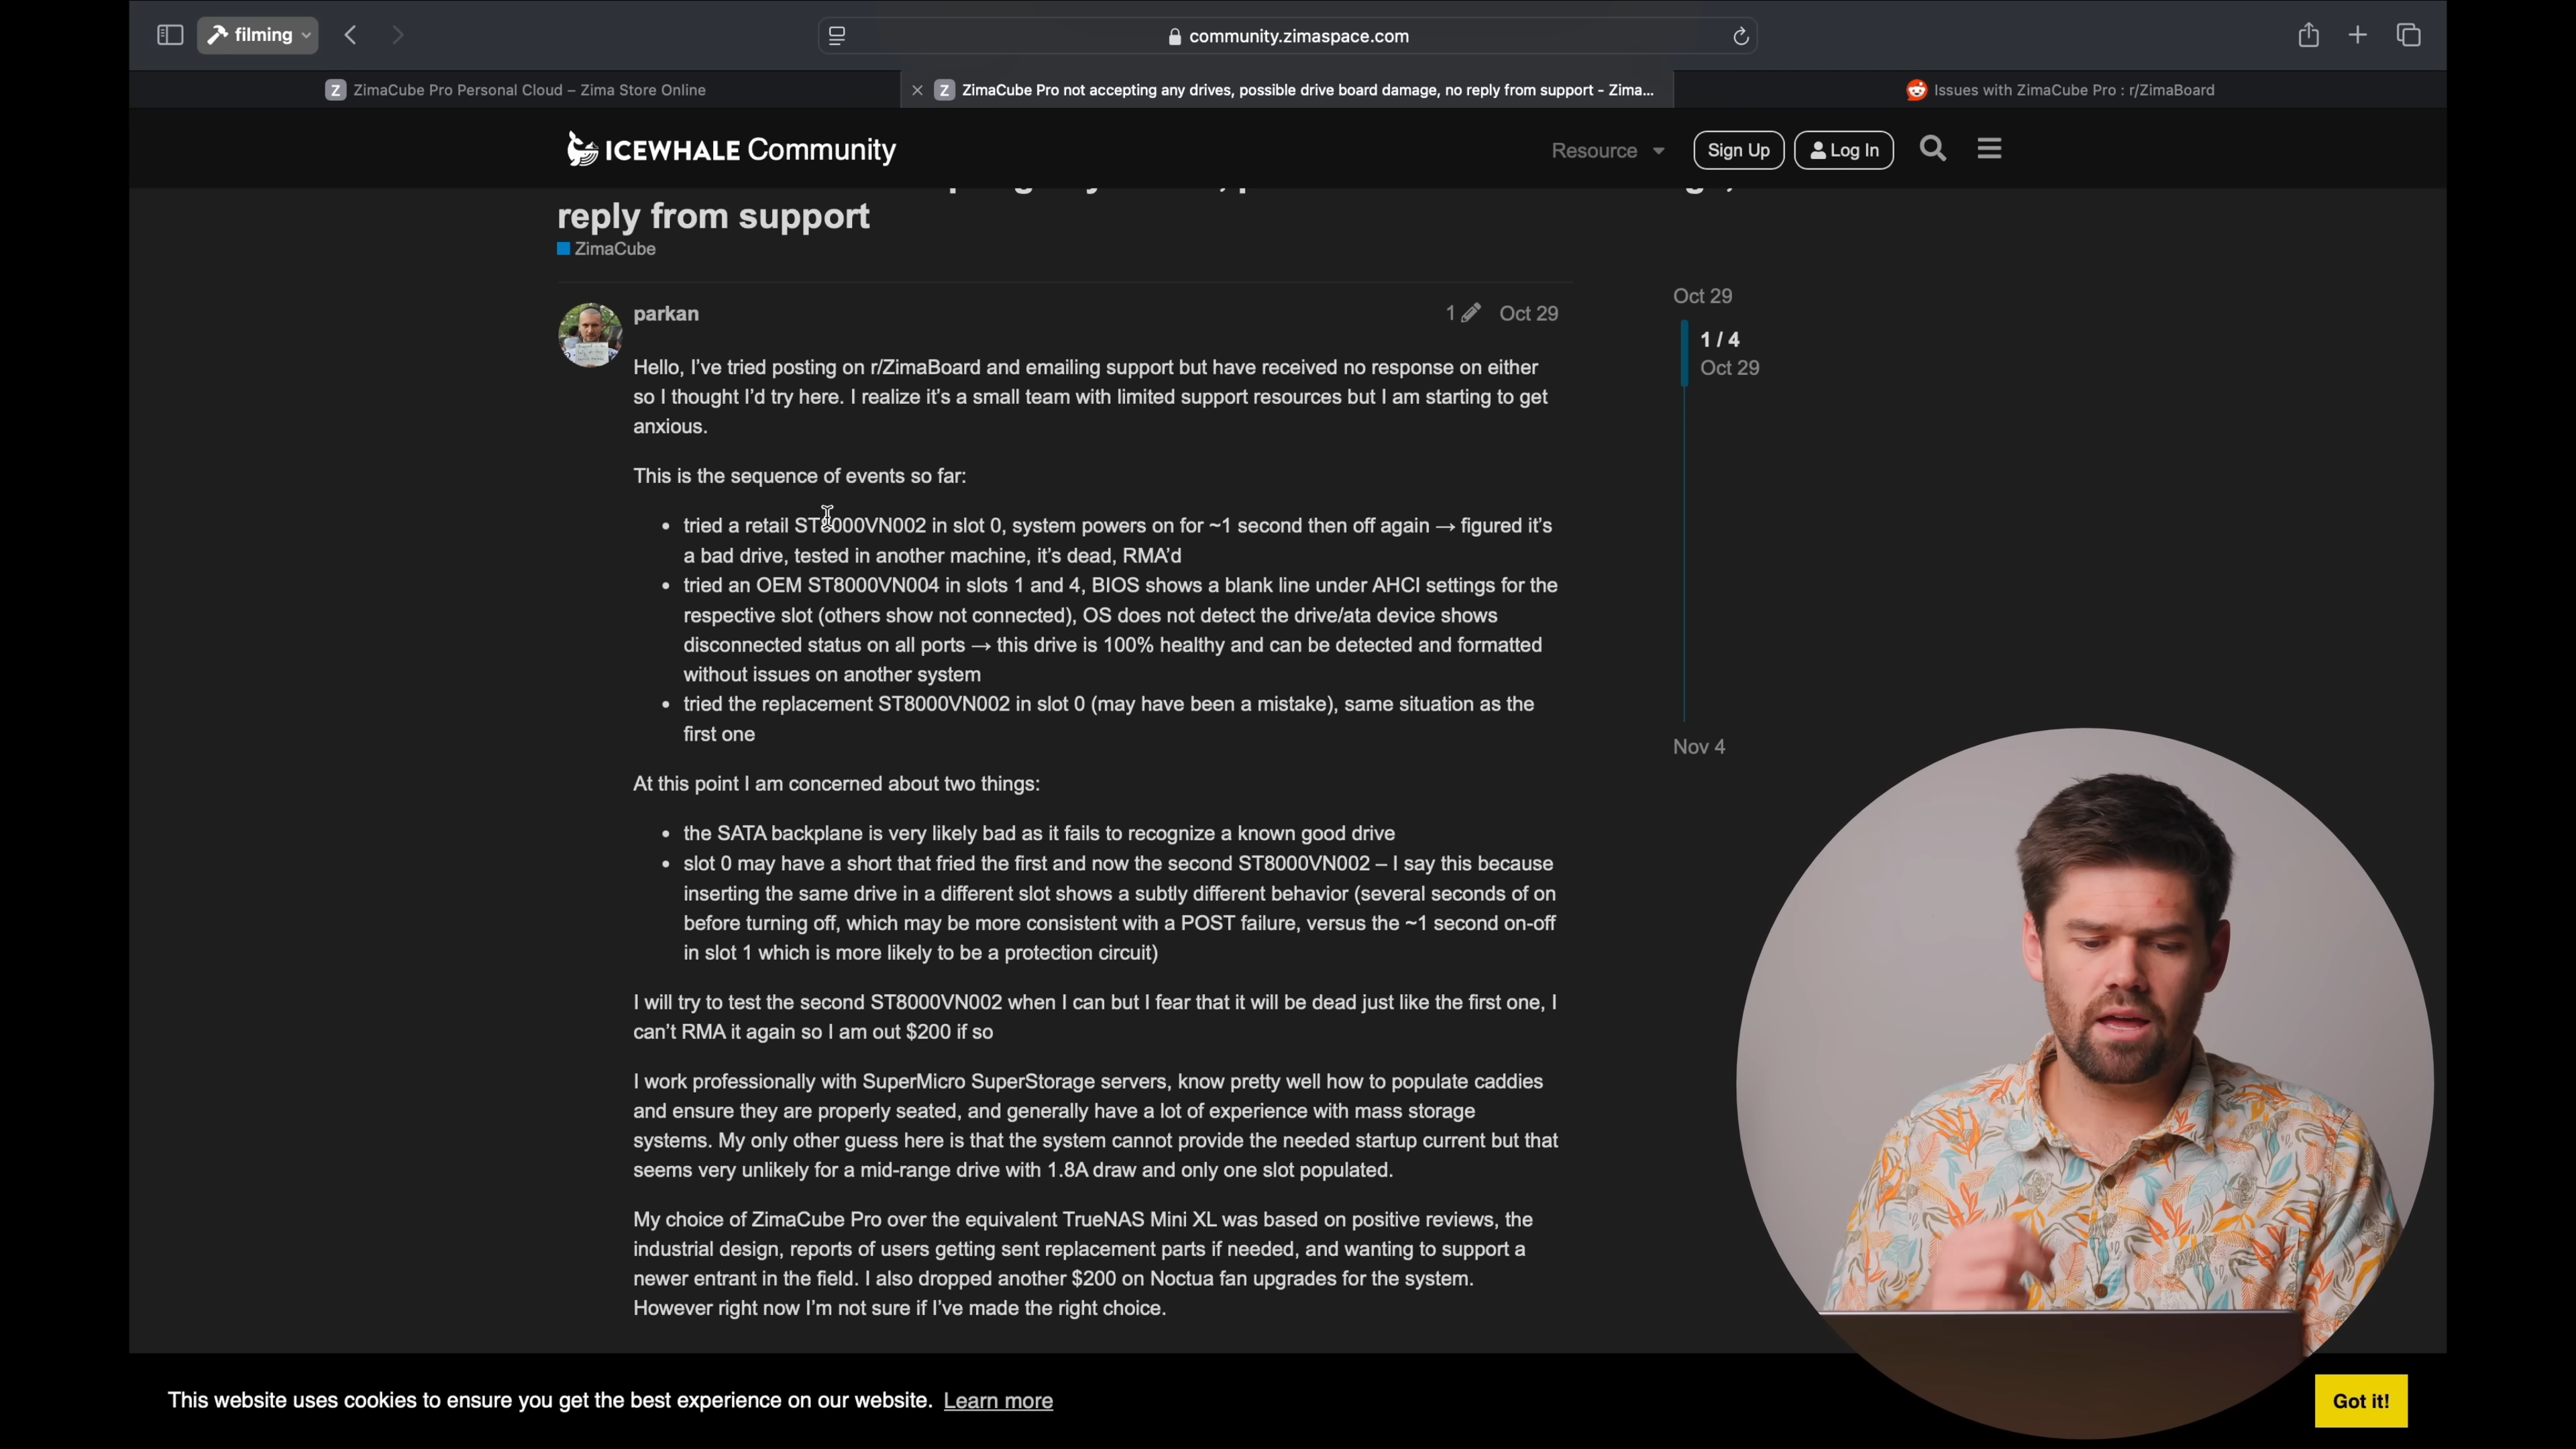 filming
community.zimaspace.com
Z ZimaCube Pro Personal Cloud – Zima Store Online
Z ZimaCube Pro not accepting any drives, possible drive board damage, no reply from support - Zima...
Issues with ZimaCube Pro : r/ZimaBoard
ICEWHALE Community
Resource
Sign Up
Log In
reply from support
ZimaCube
parkan
1
Oct 29
Hello, I've tried posting on r/ZimaBoard and emailing support but have received no response on either
so I thought I'd try here. I realize it's a small team with limited support resources but I am starting to get
anxious.
This is the sequence of events so far:
• tried a retail ST8000VN002 in slot 0, system powers on for ~1 second then off again → figured it's
a bad drive, tested in another machine, it's dead, RMA'd
• tried an OEM ST8000VN004 in slots 1 and 4, BIOS shows a blank line under AHCI settings for the
respective slot (others show not connected), OS does not detect the drive/ata device shows
disconnected status on all ports → this drive is 100% healthy and can be detected and formatted
without issues on another system
• tried the replacement ST8000VN002 in slot 0 (may have been a mistake), same situation as the
first one
At this point I am concerned about two things:
• the SATA backplane is very likely bad as it fails to recognize a known good drive
• slot 0 may have a short that fried the first and now the second ST8000VN002 – I say this because
inserting the same drive in a different slot shows a subtly different behavior (several seconds of on
before turning off, which may be more consistent with a POST failure, versus the ~1 second on-off
in slot 1 which is more likely to be a protection circuit)
I will try to test the second ST8000VN002 when I can but I fear that it will be dead just like the first one, I
can't RMA it again so I am out $200 if so
I work professionally with SuperMicro SuperStorage servers, know pretty well how to populate caddies
and ensure they are properly seated, and generally have a lot of experience with mass storage
systems. My only other guess here is that the system cannot provide the needed startup current but that
seems very unlikely for a mid-range drive with 1.8A draw and only one slot populated.
My choice of ZimaCube Pro over the equivalent TrueNAS Mini XL was based on positive reviews, the
industrial design, reports of users getting sent replacement parts if needed, and wanting to support a
newer entrant in the field. I also dropped another $200 on Noctua fan upgrades for the system.
However right now I'm not sure if I've made the right choice.
Oct 29
1 / 4
Oct 29
Nov 4
This website uses cookies to ensure you get the best experience on our website. Learn more
Got it!